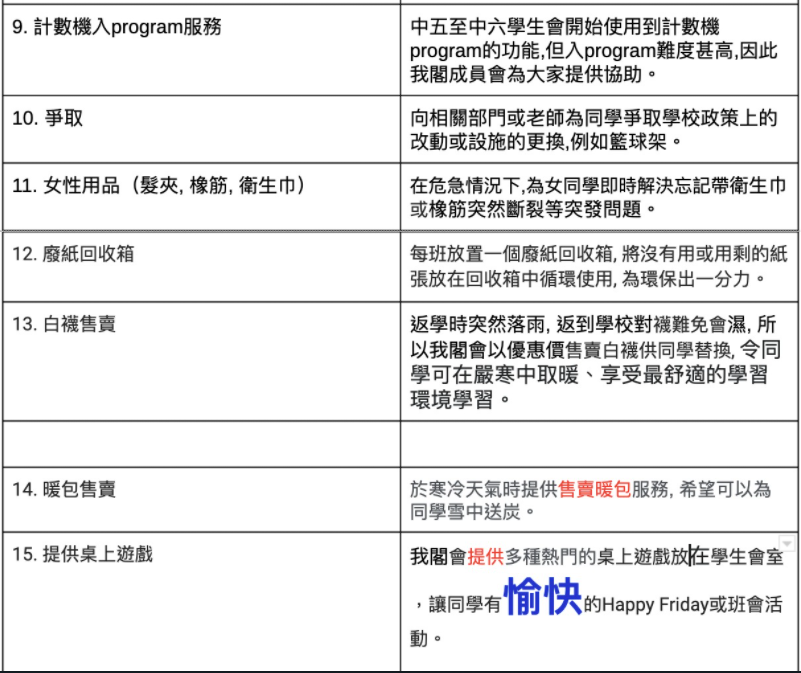 9. 計數機入program服務
中五至中六學生會開始使用到計數機
program的功能,但入program難度甚高,因此
我閣成員會為大家提供協助。
10. 爭取
向相關部門或老師為同學爭取學校政策上的
改動或設施的更換,例如籃球架。
11. 女性用品（髮夾, 橡筋, 衛生巾）
在危急情況下,為女同學即時解決忘記帶衛生巾
或橡筋突然斷裂等突發問題。
12. 廢紙回收箱
每班放置一個廢紙回收箱, 將沒有用或用剩的紙
張放在回收箱中循環使用, 為環保出一分力。
13. 白襪售賣
返學時突然落雨, 返到學校對襪難免會濕, 所
以我閣會以優惠價售賣白襪供同學替換, 令同
學可在嚴寒中取暖、享受最舒適的學習
環境學習。
14. 暖包售賣
於寒冷天氣時提供售賣暖包服務, 希望可以為
同學雪中送炭。
15. 提供桌上遊戲
我閣會提供多種熱門的桌上遊戲放在學生會室
，讓同學有愉快的Happy Friday或班會活
動。